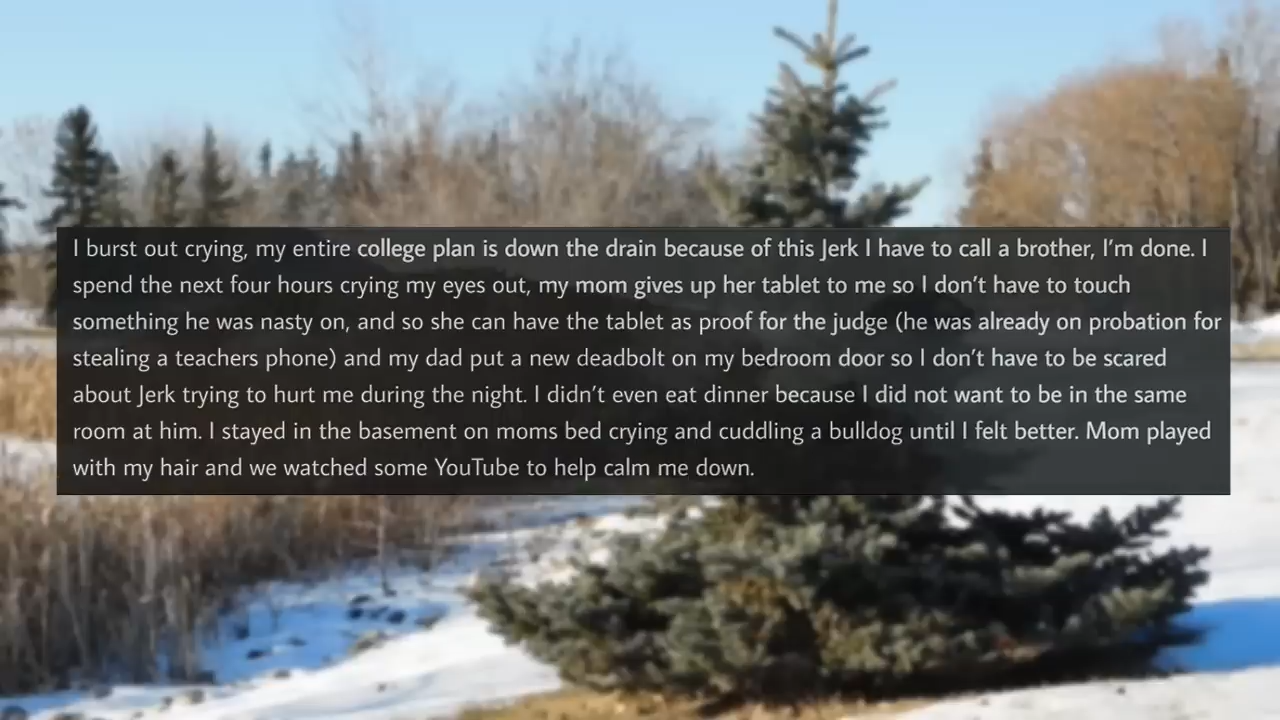 I burst out crying, my entire college plan is down the drain because of this Jerk I have to call a brother, I'm done. I
spend the next four hours crying my eyes out, my mom gives up her tablet to me so I don't have to touch
something he was nasty on, and so she can have the tablet as proof for the judge (he was already on probation for
stealing a teachers phone) and my dad put a new deadbolt on my bedroom door so I don't have to be scared
about Jerk trying to hurt me during the night. I didn't even eat dinner because I did not want to be in the same
room at him. I stayed in the basement on moms bed crying and cuddling a bulldog until I felt better. Mom played
with my hair and we watched some YouTube to help calm me down.